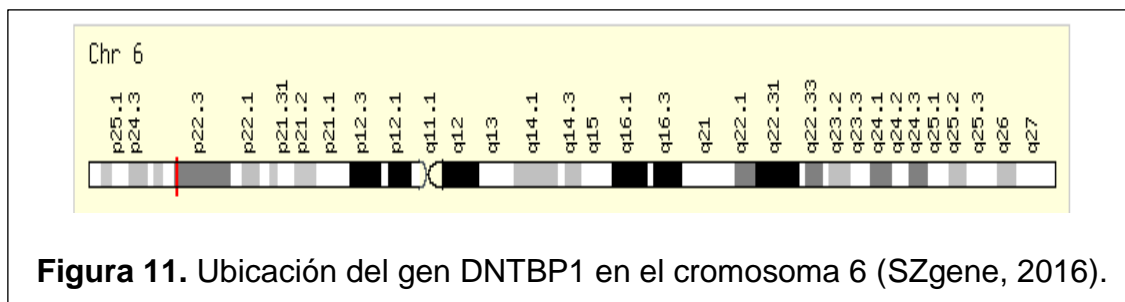 Chr 6
p25.1 p24.3 p22.3 p22.1 p21.31 p21.2 p21.1 p12.3 p12.1 q11.1 q12 q13 q14.1 q14.3 q15 q16.1 q16.3 q21 q22.1 q22.31 q22.33 q23.2 q23.3 q24.1 q24.2 q24.3 q25.1 q25.2 q25.3 q26 q27
Figura 11. Ubicación del gen DNTBP1 en el cromosoma 6 (SZgene, 2016).